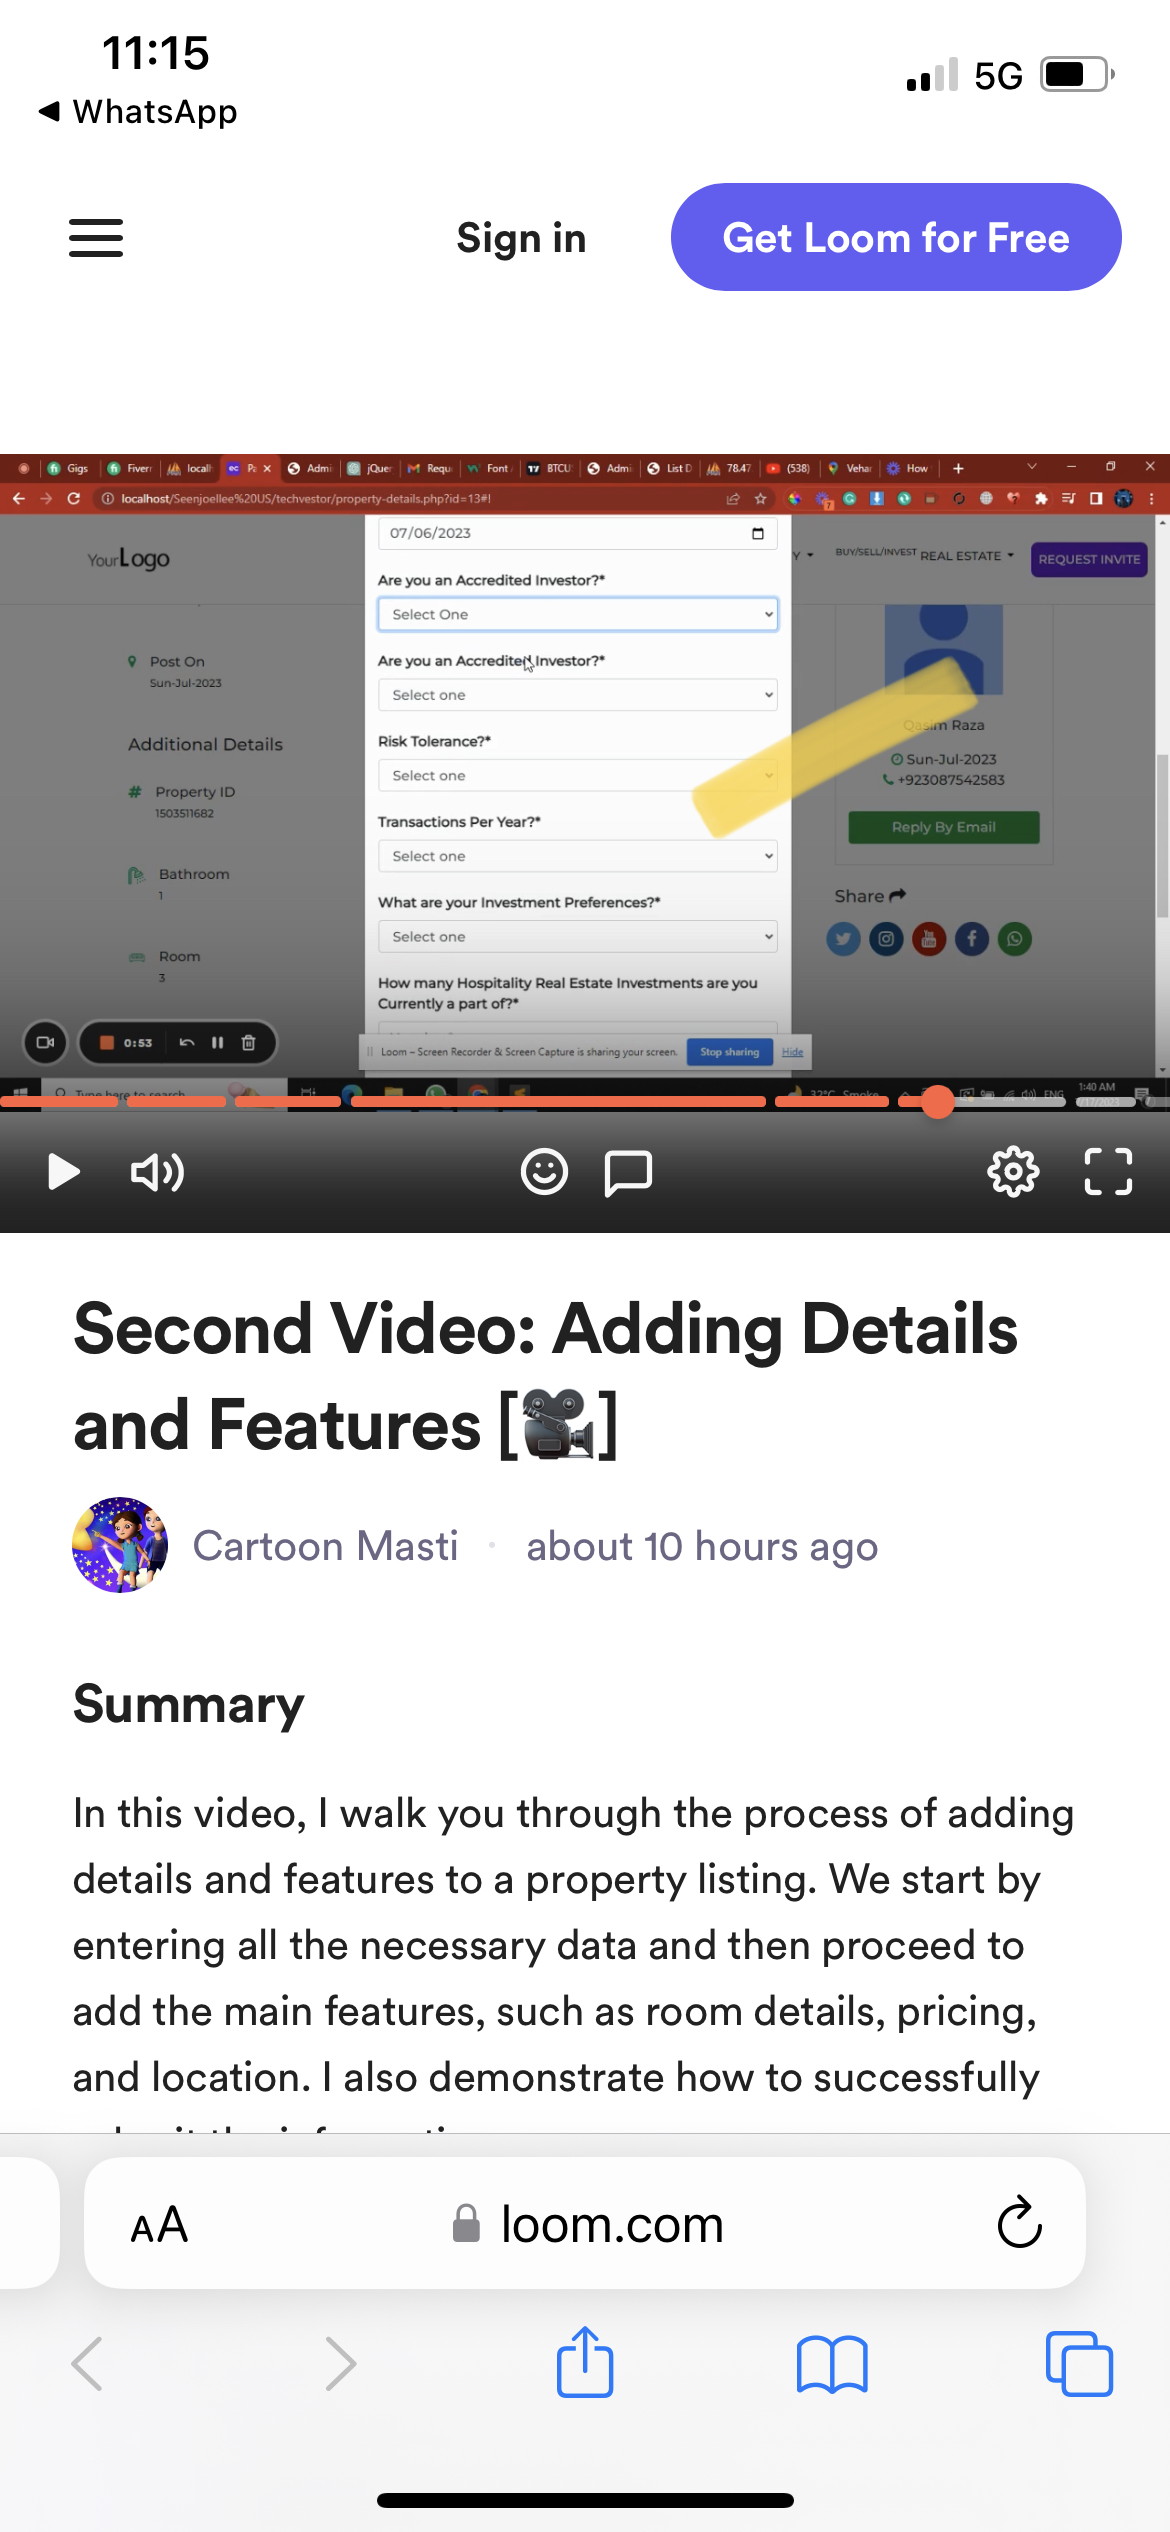 11:15
5G
WhatsApp
Sign in
Get Loom for Free
Gigs
Fiverr
localh
Pa
Admi
jQuer
Requ
Font
BTCU
Admi
List D
78.47
(538)
Vehar
How
localhost/Seenjoellee%20US/techvestor/property-details.php?id=13#!
7
YourLogo
07/06/2023
Y
BUY/SELL/INVEST REAL ESTATE
REQUEST INVITE
Are you an Accredited Investor?*
Select One
Are you an Accredited Investor?*
Select one
Risk Tolerance?*
Select one
Transactions Per Year?*
Select one
What are your Investment Preferences?*
Select one
How many Hospitality Real Estate Investments are you
Currently a part of?*
Post On
Sun-Jul-2023
Additional Details
Property ID
1503511682
Bathroom
1
Room
3
Qasim Raza
Sun-Jul-2023
+923087542583
Reply By Email
Share
0:53
Loom – Screen Recorder & Screen Capture is sharing your screen.
Stop sharing
Hide
Type here to search
32°C Smoke
ENG
1:40 AM
Second Video: Adding Details
and Features [🎥]
Cartoon Masti
about 10 hours ago
Summary
In this video, I walk you through the process of adding
details and features to a property listing. We start by
entering all the necessary data and then proceed to
add the main features, such as room details, pricing,
and location. I also demonstrate how to successfully
AA
loom.com